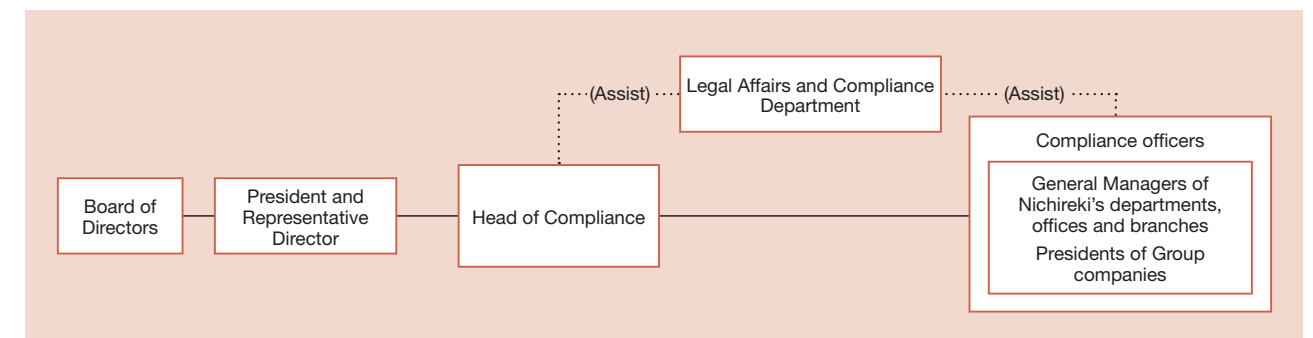 Board of
Directors
President and
Representative
Director
Head of Compliance
(Assist)
Legal Affairs and Compliance
Department
(Assist)
Compliance officers
General Managers of
Nichireki’s departments,
offices and branches
Presidents of Group
companies